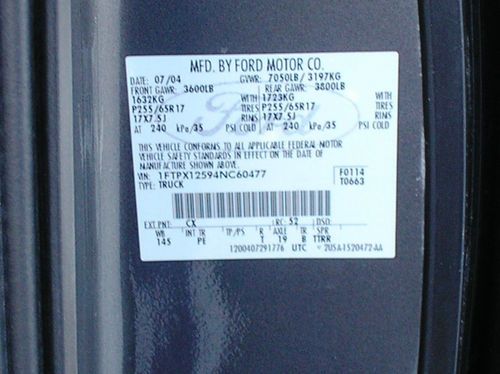 MFD. BY FORD MOTOR CO.
DATE: 07/04 GVWR: 7050LB/ 3197KG
FRONT GAWR: 3600LB REAR GAWR: 3800LB
1632KG WITH 1723KG WITH
P255/65R17 TIRES P255/65R17 TIRES
17X7.5J RIMS 17X7.5J RIMS
AT 240 kPa/35 PSI COLD AT 240 kPa/35 PSI COLD
THIS VEHICLE CONFORMS TO ALL APPLICABLE FEDERAL MOTOR
VEHICLE SAFETY STANDARDS IN EFFECT ON THE DATE OF
MANUFACTURE SHOWN ABOVE.
VIN: 1FTPX12594NC60477 F0114
TYPE: TRUCK T0663
EXT PNT: CX RC: 52 DSO:
WB INT TR TP/PS R AXLE TR SPR
145 PE T 19 B TTRR
1200407291776 UTC 2U5A-1520472-AA
Ford